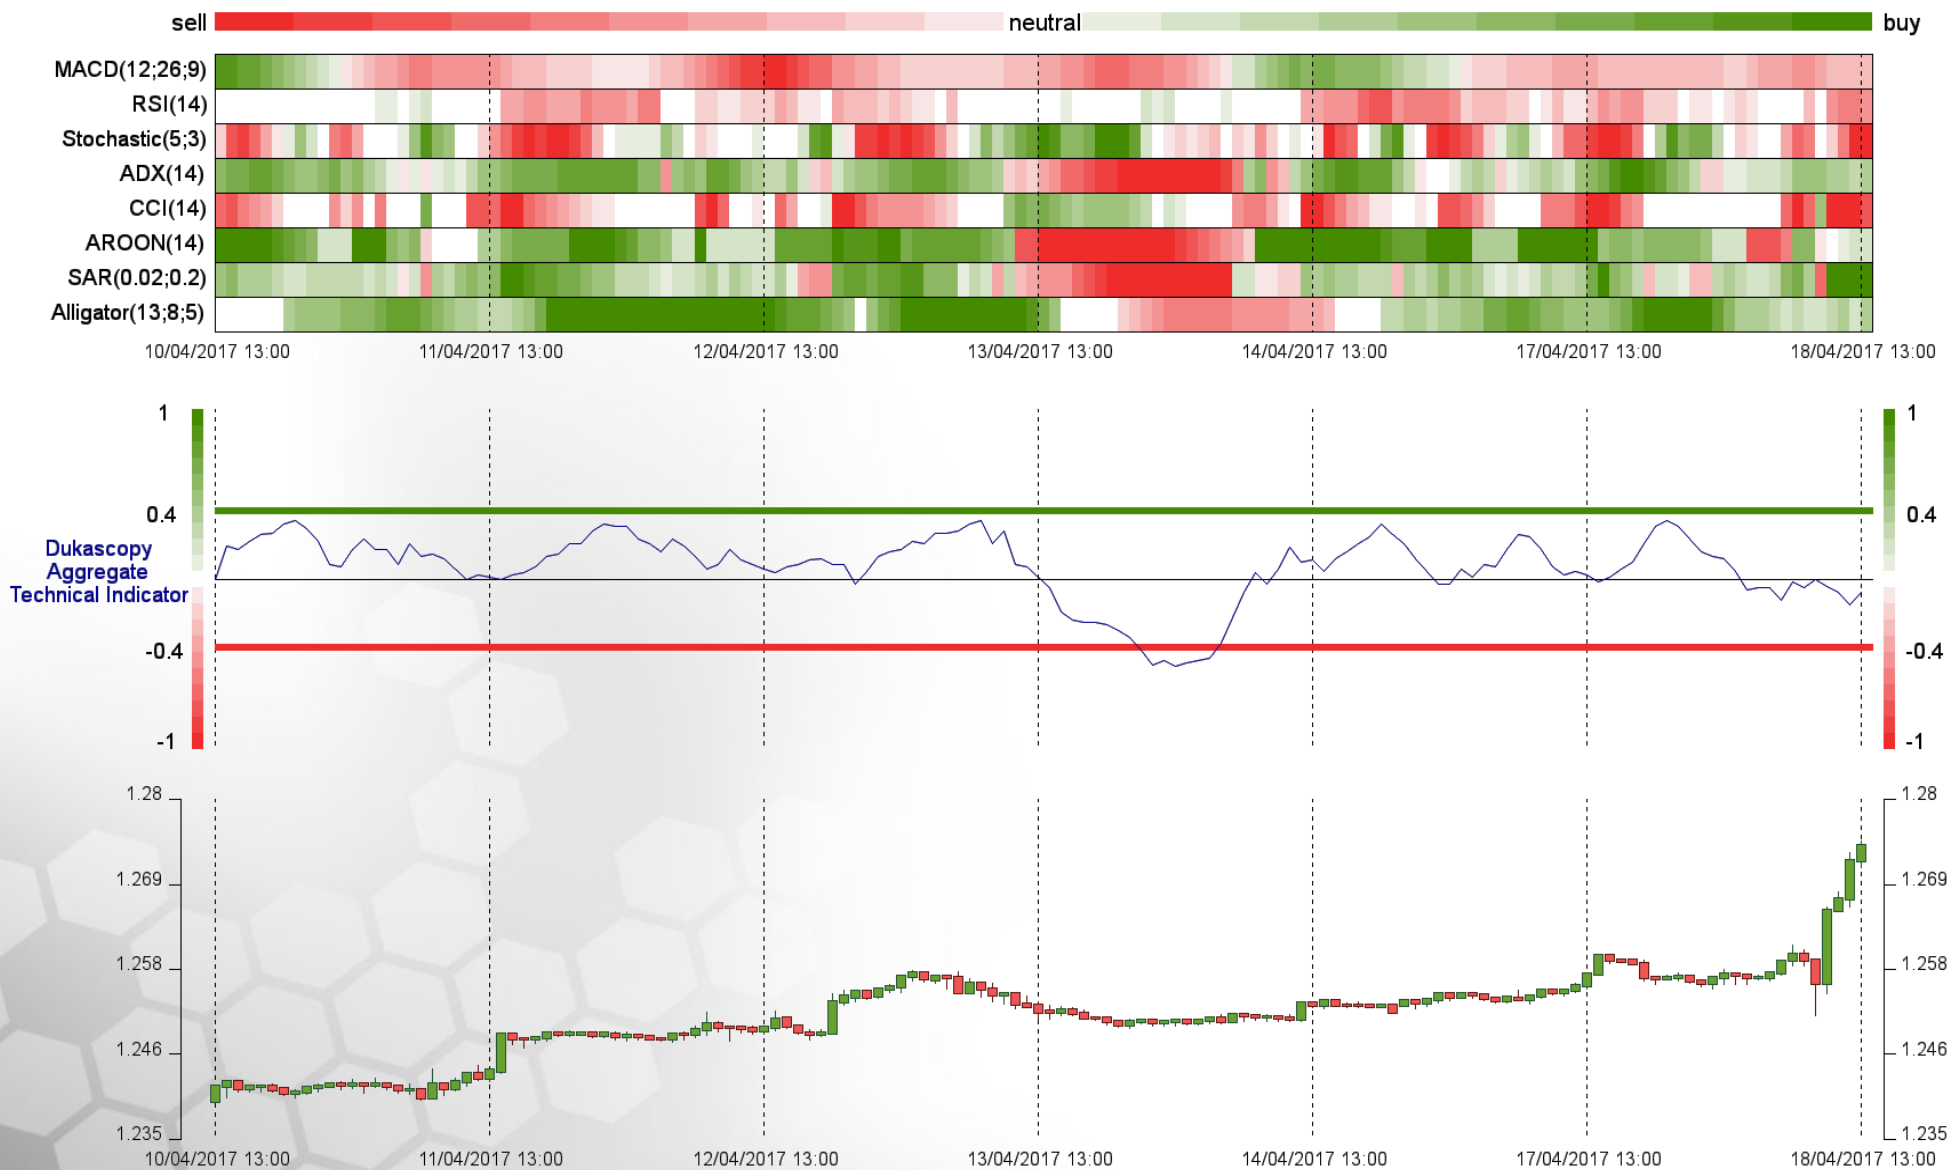 sell neutral buy
MACD(12;26;9)
RSI(14)
Stochastic(5;3)
ADX(14)
CCI(14)
AROON(14)
SAR(0.02;0.2)
Alligator(13;8;5)
10/04/2017 13:00 11/04/2017 13:00 12/04/2017 13:00 13/04/2017 13:00 14/04/2017 13:00 17/04/2017 13:00 18/04/2017 13:00
1 1
0.4 0.4
Dukascopy
Aggregate
Technical Indicator
-0.4 -0.4
-1 -1
1.28 1.28
1.269 1.269
1.258 1.258
1.246 1.246
1.235 1.235
10/04/2017 13:00 11/04/2017 13:00 12/04/2017 13:00 13/04/2017 13:00 14/04/2017 13:00 17/04/2017 13:00 18/04/2017 13:00